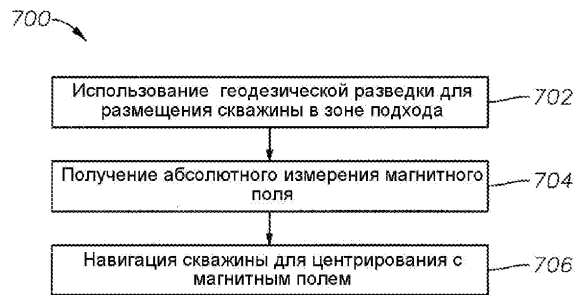 700
Использование геодезической разведки для
размещения скважины в зоне подхода
702
Получение абсолютного измерения магнитного
поля
704
Навигация скважины для центрирования с
магнитным полем
706